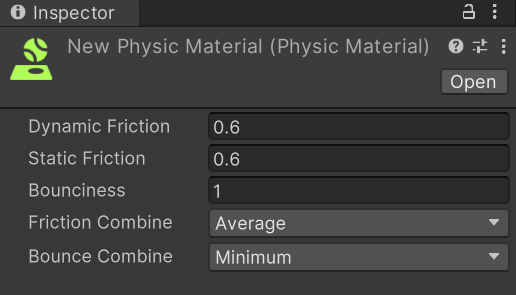 Inspector
New Physic Material (Physic Material)
Open
Dynamic Friction 0.6
Static Friction 0.6
Bounciness 1
Friction Combine Average
Bounce Combine Minimum